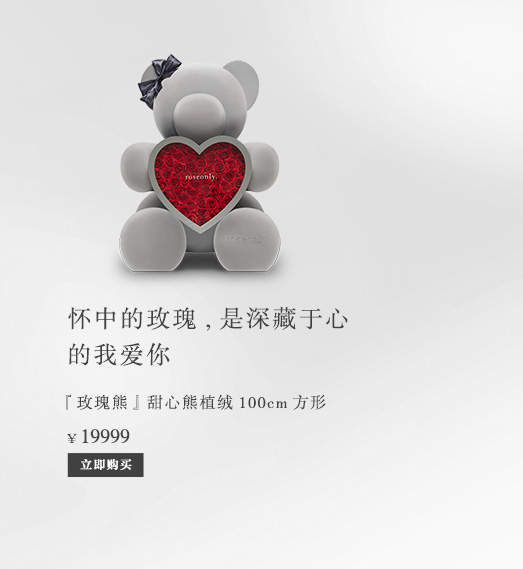 roseonly.
怀中的玫瑰，是深藏于心
的我爱你
『玫瑰熊』甜心熊植绒 100cm 方形
¥ 19999
立即购买